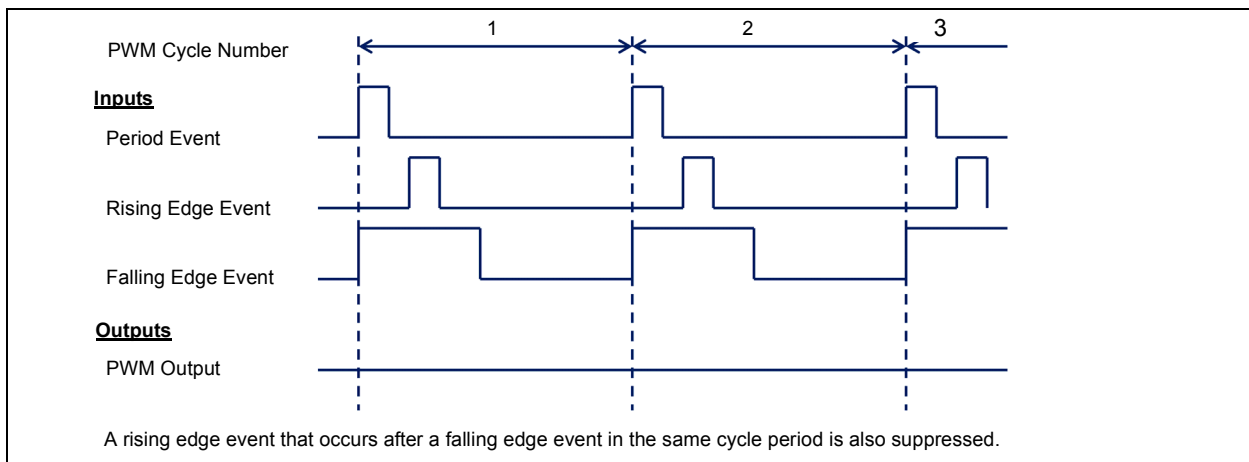 1
2
3
PWM Cycle Number
Inputs
Period Event
Rising Edge Event
Falling Edge Event
Outputs
PWM Output
A rising edge event that occurs after a falling edge event in the same cycle period is also suppressed.